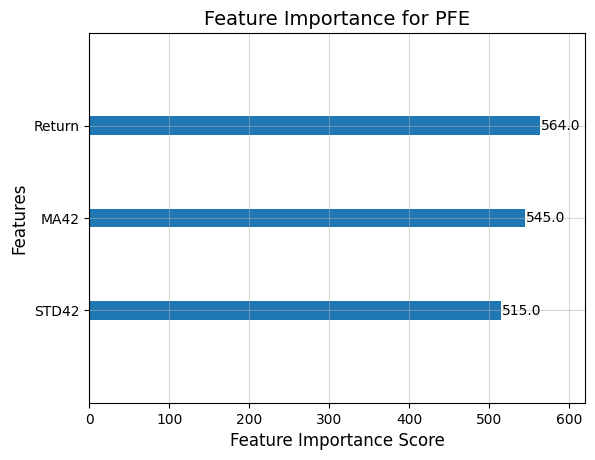 Feature Importance for PFE
Features
Return
564.0
MA42
545.0
STD42
515.0
0 100 200 300 400 500 600
Feature Importance Score